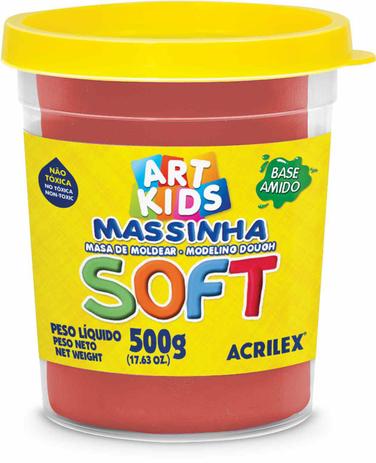 ART
KIDS
NÃO
TÓXICA
NO TÓXICA
NON-TOXIC
BASE
AMIDO
MASSINHA
MASA DE MOLDEAR - MODELING DOUGH
SOFT
PESO LÍQUIDO
PESO NETO
NET WEIGHT
500g
(17.63 OZ.)
ACRILEX®